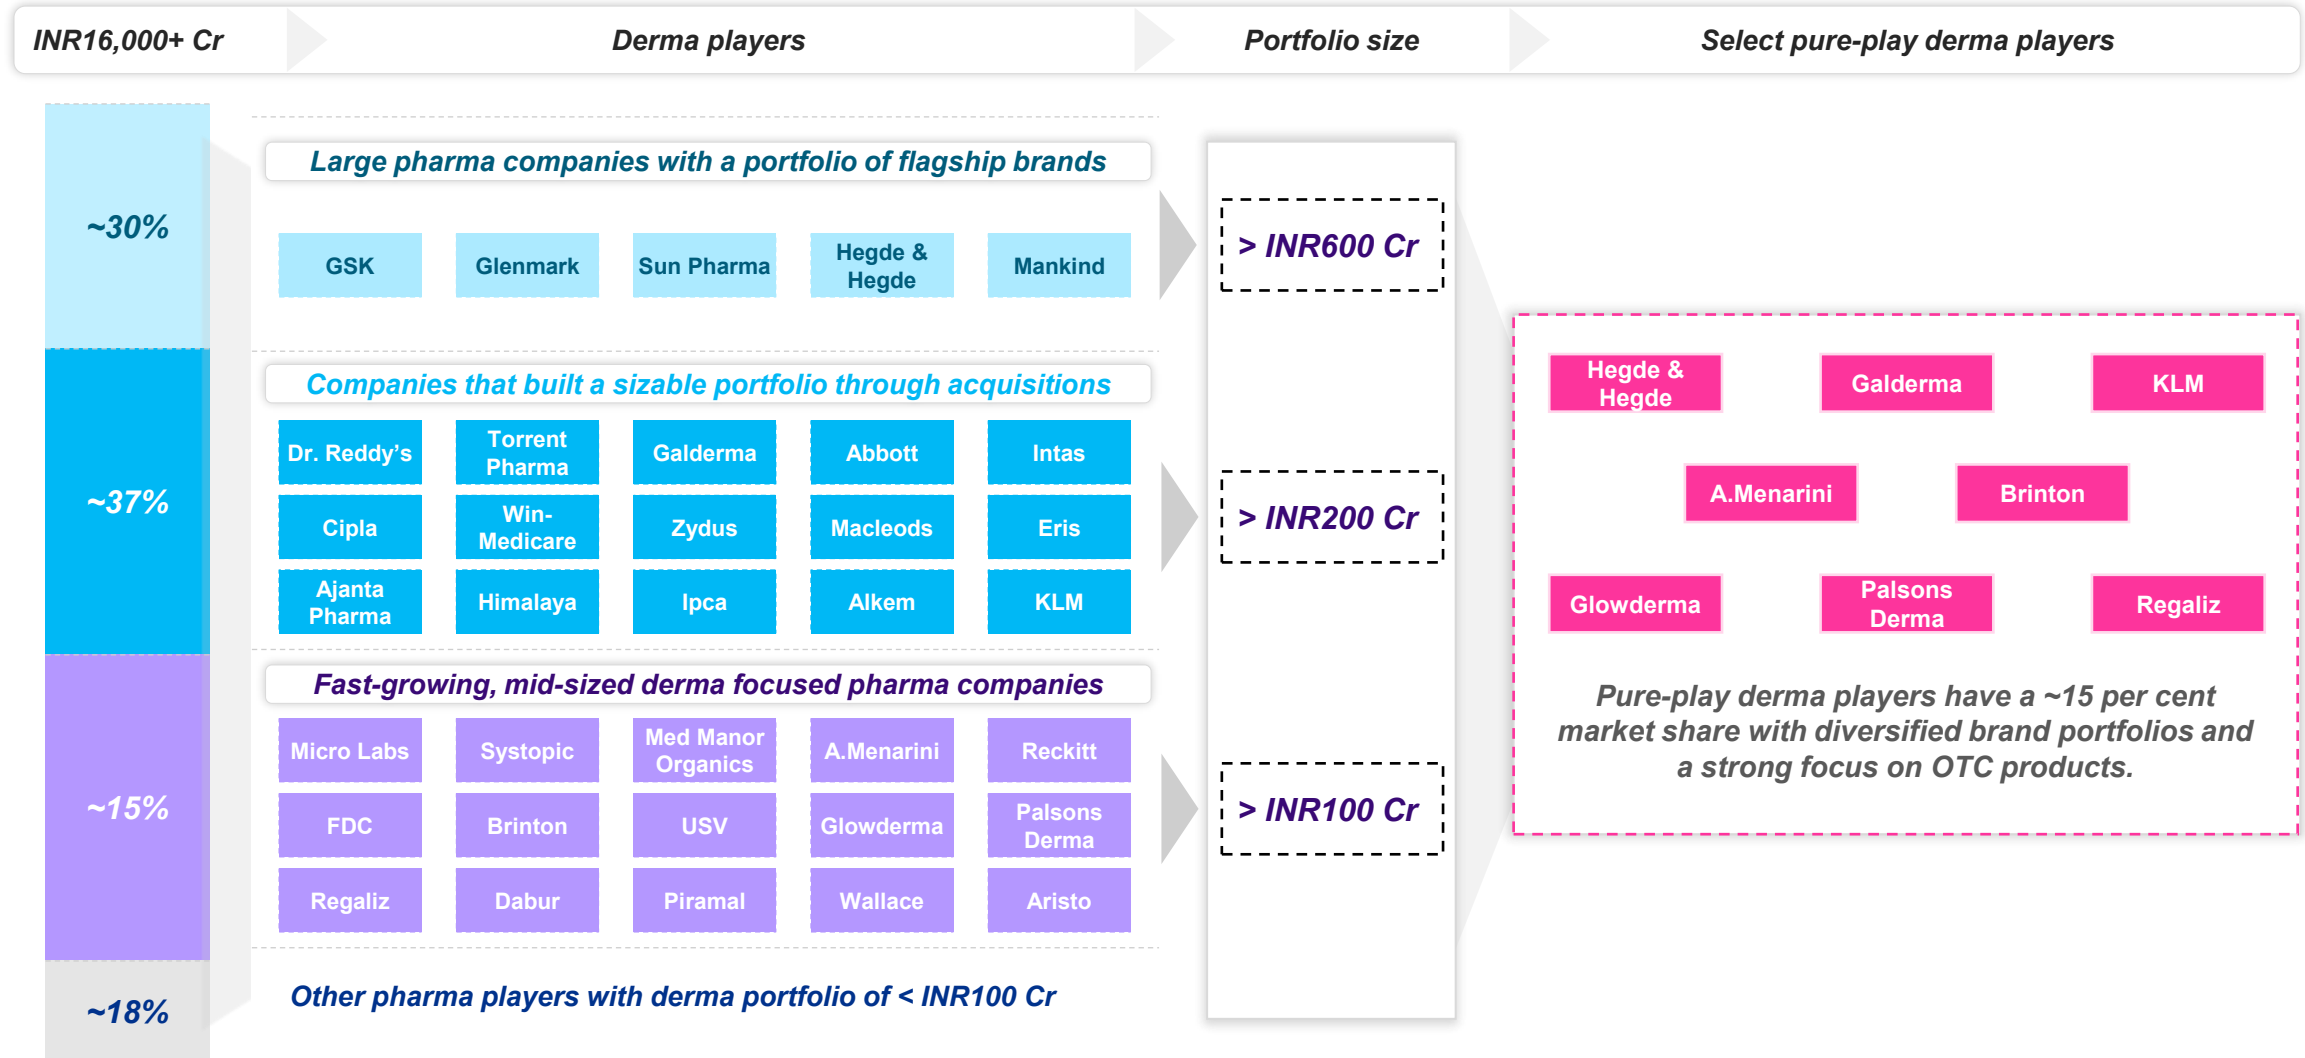 INR16,000+ Cr
Derma players
Portfolio size
Select pure-play derma players
~30%
Large pharma companies with a portfolio of flagship brands
GSK
Glenmark
Sun Pharma
Hegde &
Hegde
Mankind
> INR600 Cr
~37%
Companies that built a sizable portfolio through acquisitions
Dr. Reddy’s
Torrent
Pharma
Galderma
Abbott
Intas
Cipla
Win-
Medicare
Zydus
Macleods
Eris
Ajanta
Pharma
Himalaya
Ipca
Alkem
KLM
> INR200 Cr
~15%
Fast-growing, mid-sized derma focused pharma companies
Micro Labs
Systopic
Med Manor
Organics
A.Menarini
Reckitt
FDC
Brinton
USV
Glowderma
Palsons
Derma
Regaliz
Dabur
Piramal
Wallace
Aristo
> INR100 Cr
~18%
Other pharma players with derma portfolio of < INR100 Cr
Hegde &
Hegde
Galderma
KLM
A.Menarini
Brinton
Glowderma
Palsons
Derma
Regaliz
Pure-play derma players have a ~15 per cent
market share with diversified brand portfolios and
a strong focus on OTC products.